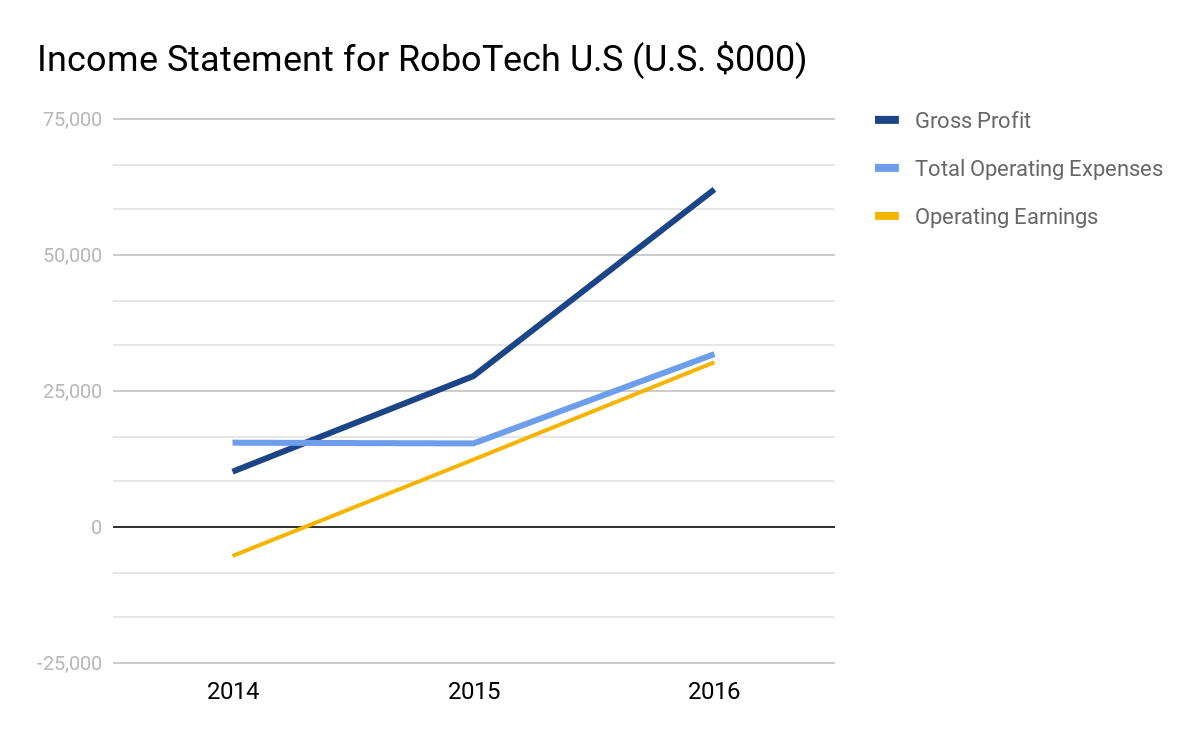 Income Statement for RoboTech U.S (U.S. $000)
75,000
50,000
25,000
0
-25,000
2014 2015 2016
Gross Profit
Total Operating Expenses
Operating Earnings